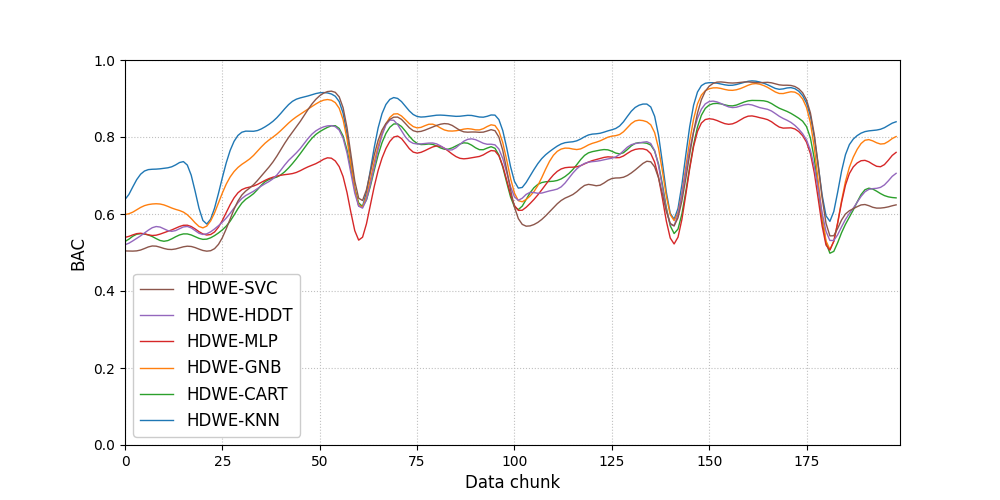 1.0
0.8
0.6
0.4
0.2
0.0
BAC
HDWE-SVC
HDWE-HDDT
HDWE-MLP
HDWE-GNB
HDWE-CART
HDWE-KNN
0 25 50 75 100 125 150 175
Data chunk